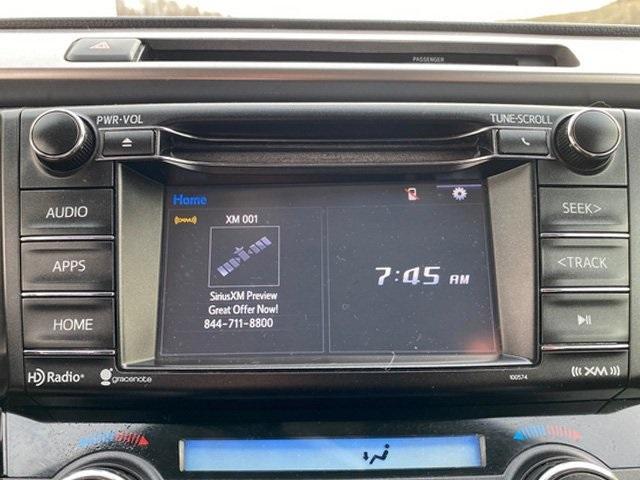 PASSENGER
PWR·VOL
TUNE·SCROLL
Home
XM
XM 001
AUDIO
APPS
HOME
7:45 AM
SiriusXM Preview
Great Offer Now!
844-711-8800
SEEK>
<TRACK
HD Radio®
gracenote
100574
(((XM)))